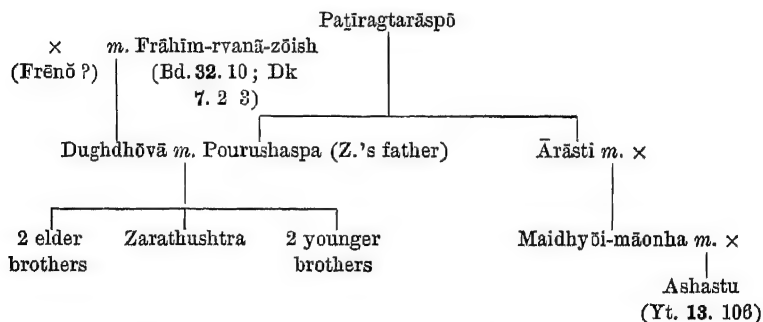 Paṭīragtarāspō
× m. Frāhīm-rvanā-zōish
(Frēnō̆ ?) (Bd. 32. 10 ; Dk
7. 2 3)
Dughdhōvā m. Pourushaspa (Z.'s father) Ārāsti m. ×
2 elder Zarathushtra 2 younger Maidhyōi-māonha m. ×
brothers brothers
Ashastu
(Yt. 13. 106)